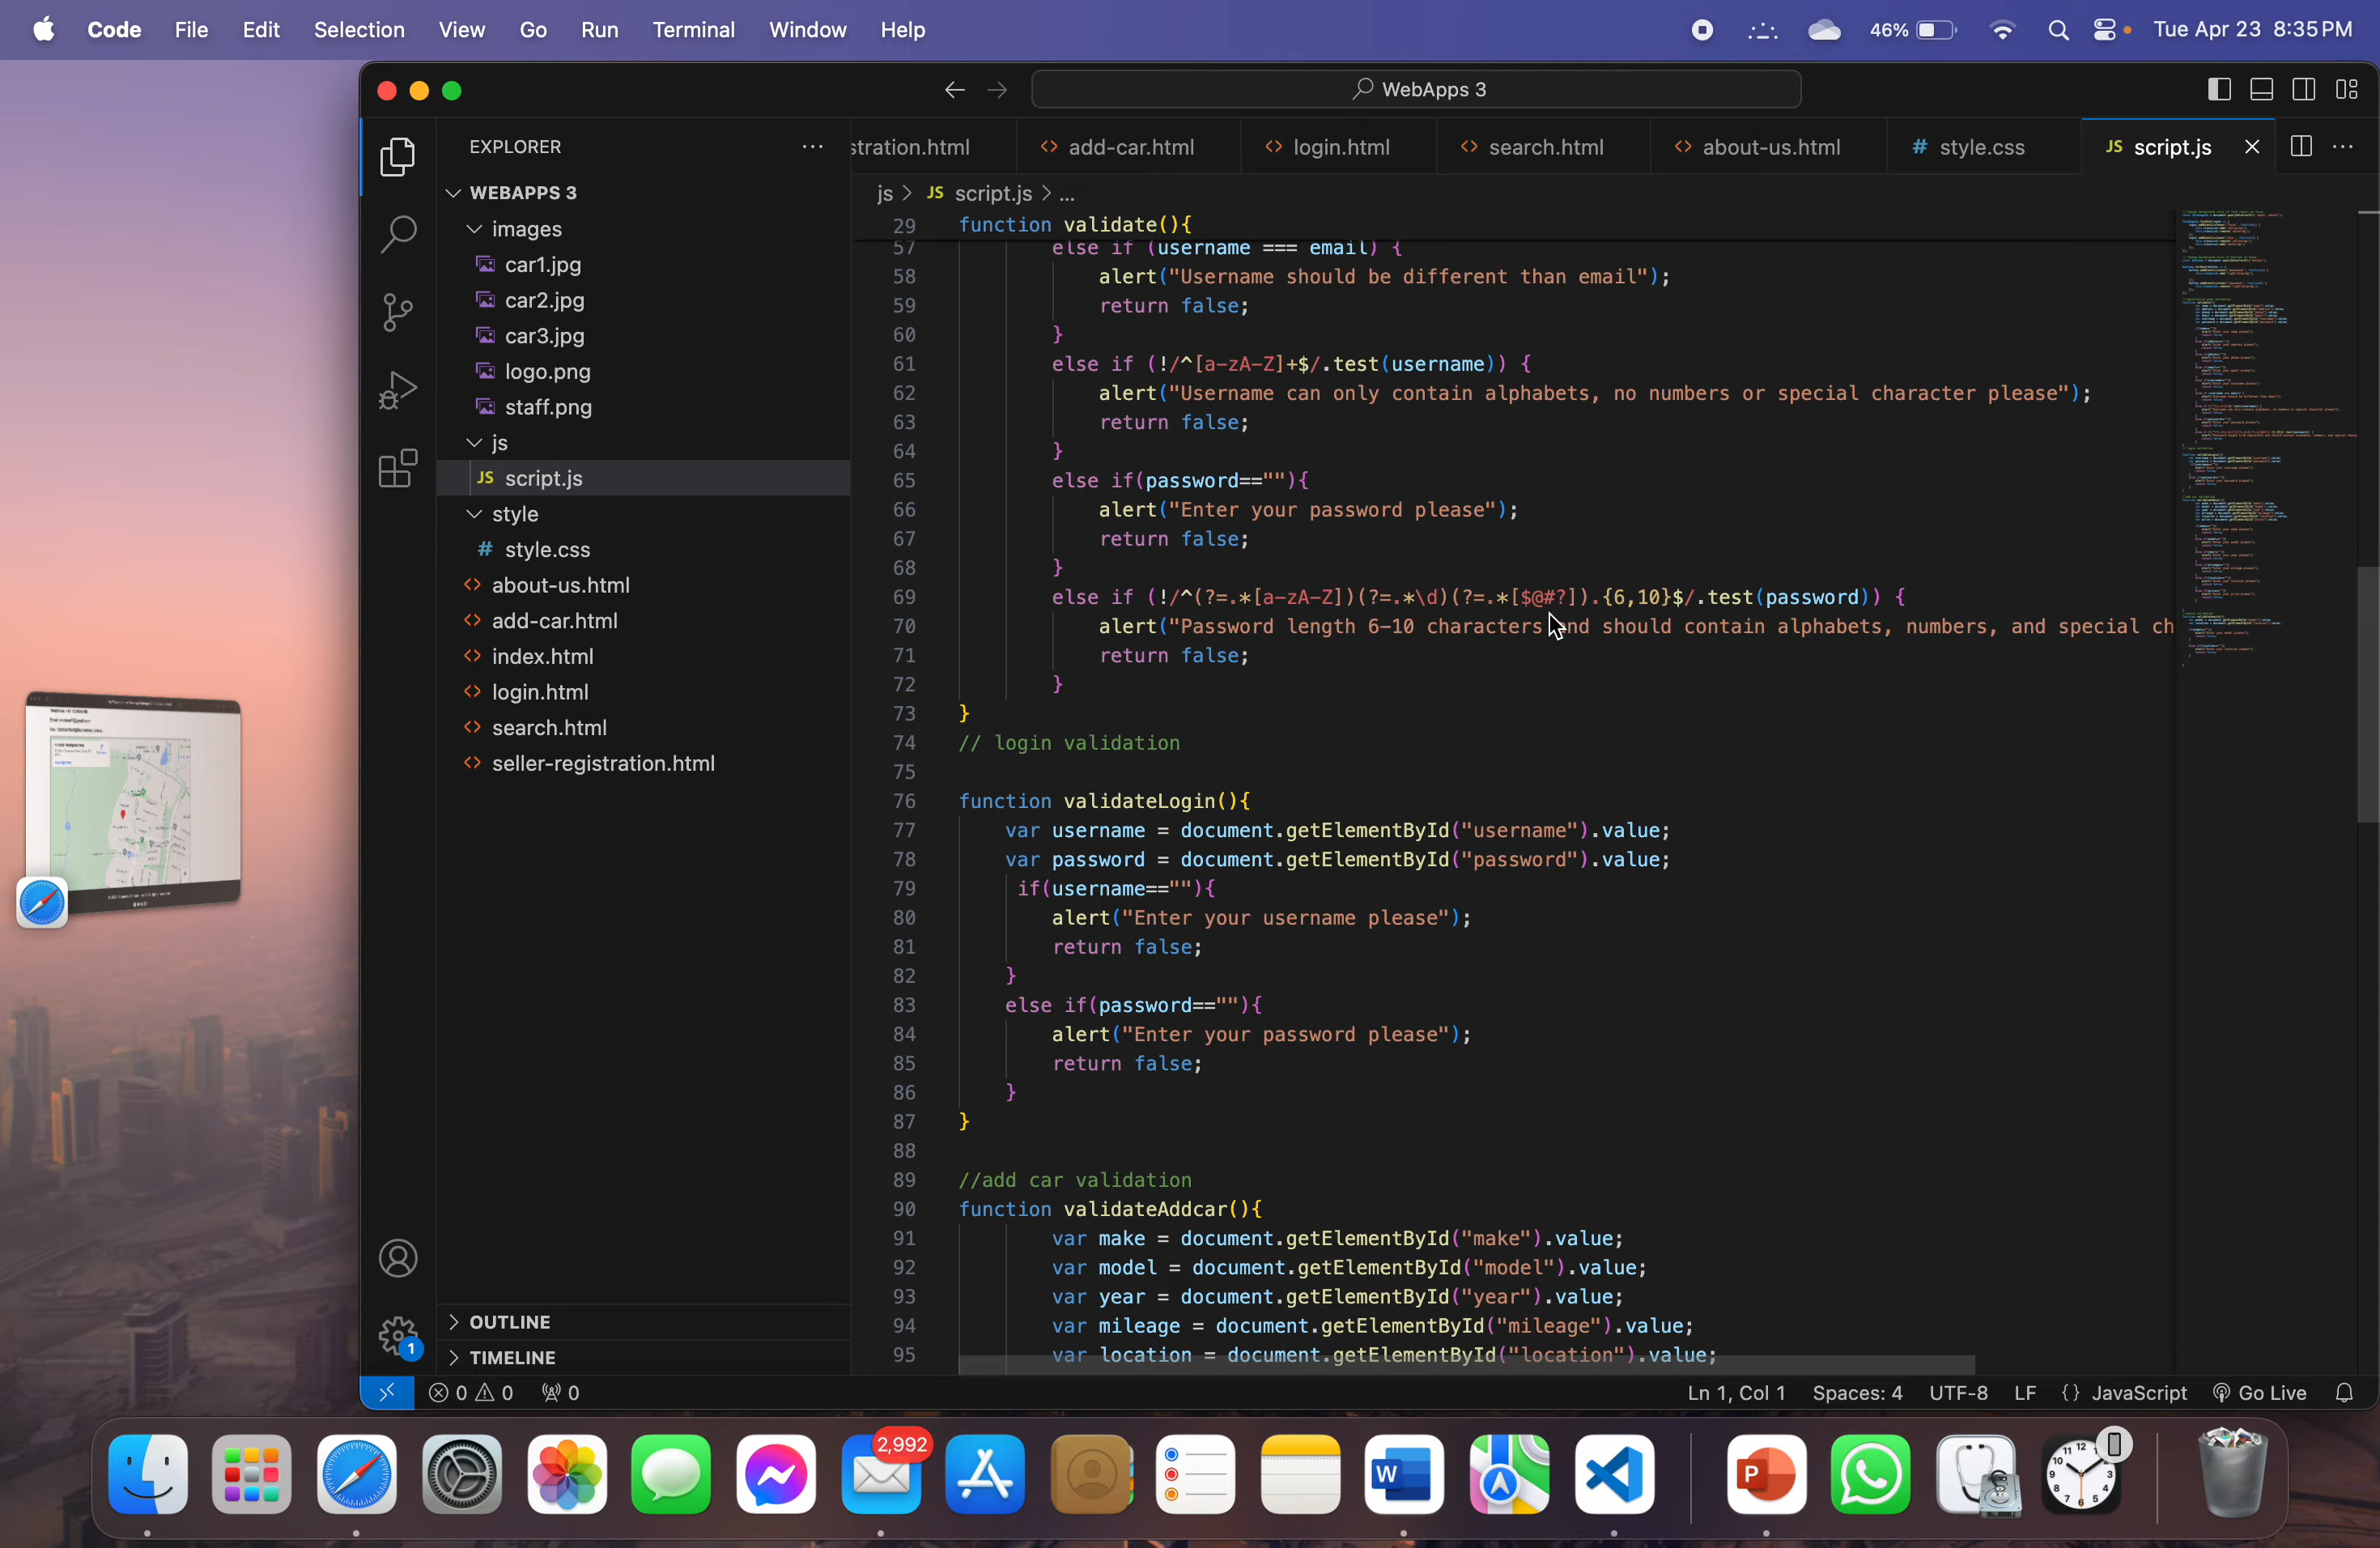 Code File Edit Selection View Go Run Terminal Window Help 46% Tue Apr 23 8:35 PM
WebApps 3
EXPLORER
stration.html add-car.html login.html search.html about-us.html # style.css JS script.js
js > JS script.js > ...
WEBAPPS 3
images
car1.jpg
car2.jpg
car3.jpg
logo.png
staff.png
js
JS script.js
style
# style.css
about-us.html
add-car.html
index.html
login.html
search.html
seller-registration.html
OUTLINE
TIMELINE
29 function validate(){
57 else if (username === email) {
58 alert("Username should be different than email");
59 return false;
60 }
61 else if (!/^[a-zA-Z]+$/.test(username)) {
62 alert("Username can only contain alphabets, no numbers or special character please");
63 return false;
64 }
65 else if(password==""){
66 alert("Enter your password please");
67 return false;
68 }
69 else if (!/^(?=.*[a-zA-Z])(?=.*\d)(?=.*[$@#?]).{6,10}$/.test(password)) {
70 alert("Password length 6-10 characters and should contain alphabets, numbers, and special ch
71 return false;
72 }
73 }
74 // login validation
75
76 function validateLogin(){
77 var username = document.getElementById("username").value;
78 var password = document.getElementById("password").value;
79 if(username==""){
80 alert("Enter your username please");
81 return false;
82 }
83 else if(password==""){
84 alert("Enter your password please");
85 return false;
86 }
87 }
88
89 //add car validation
90 function validateAddcar(){
91 var make = document.getElementById("make").value;
92 var model = document.getElementById("model").value;
93 var year = document.getElementById("year").value;
94 var mileage = document.getElementById("mileage").value;
95 var location = document.getElementById("location").value;
1
0 0 0 Ln 1, Col 1 Spaces: 4 UTF-8 LF {} JavaScript Go Live
2,992
W
P